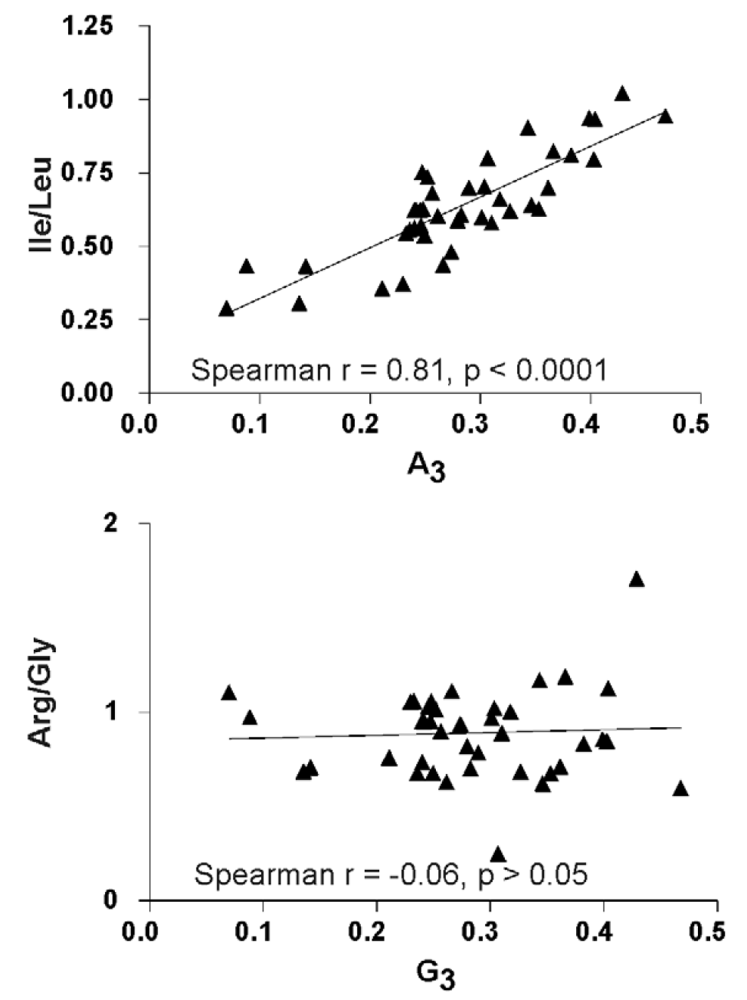 1.25
1.00
0.75
0.50
0.25
0.00
Ile/Leu
Spearman r = 0.81, p < 0.0001
0.0 0.1 0.2 0.3 0.4 0.5
A3
2
1
0
Arg/Gly
Spearman r = -0.06, p > 0.05
0.0 0.1 0.2 0.3 0.4 0.5
G3